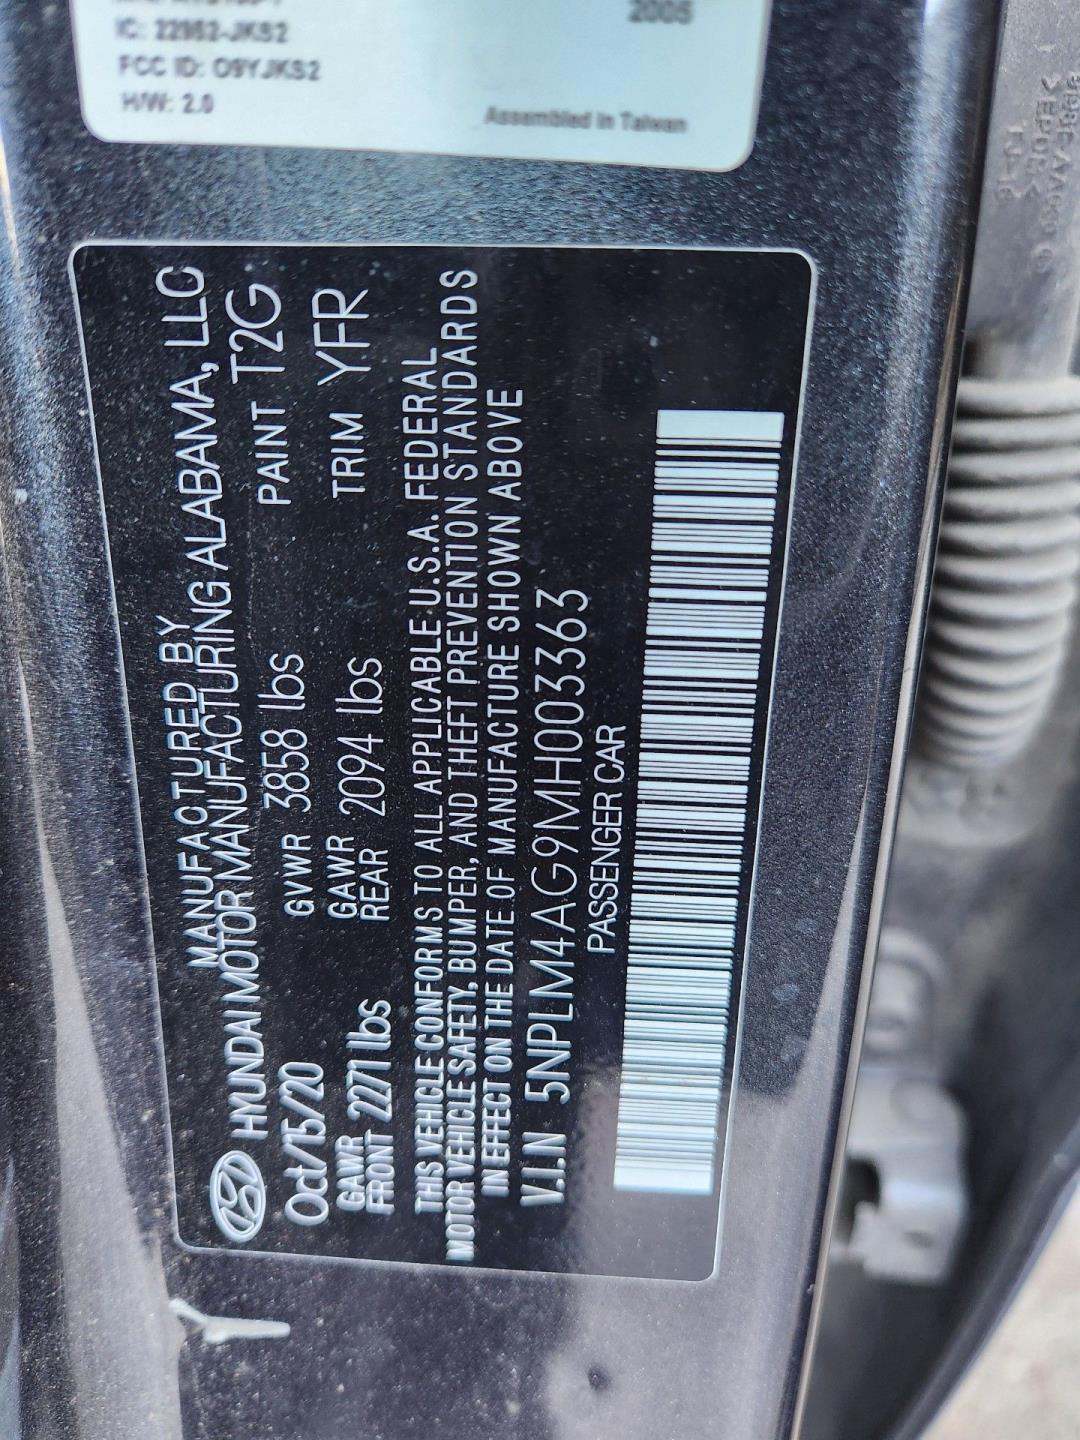 2005
IC: 22952-JKS2
FCC ID: O9YJKS2
H/W: 2.0
Assembled in Taiwan
MANUFACTURED BY
HYUNDAI MOTOR MANUFACTURING ALABAMA, LLC
Oct/15/20 GVWR 3858 lbs PAINT T2G
GAWR FRONT 2271 lbs GAWR REAR 2094 lbs TRIM YFR
THIS VEHICLE CONFORMS TO ALL APPLICABLE U.S.A. FEDERAL
MOTOR VEHICLE SAFETY, BUMPER, AND THEFT PREVENTION STANDARDS
IN EFFECT ON THE DATE OF MANUFACTURE SHOWN ABOVE
V.I.N 5NPLM4AG9MH003363
PASSENGER CAR
>EPDM<